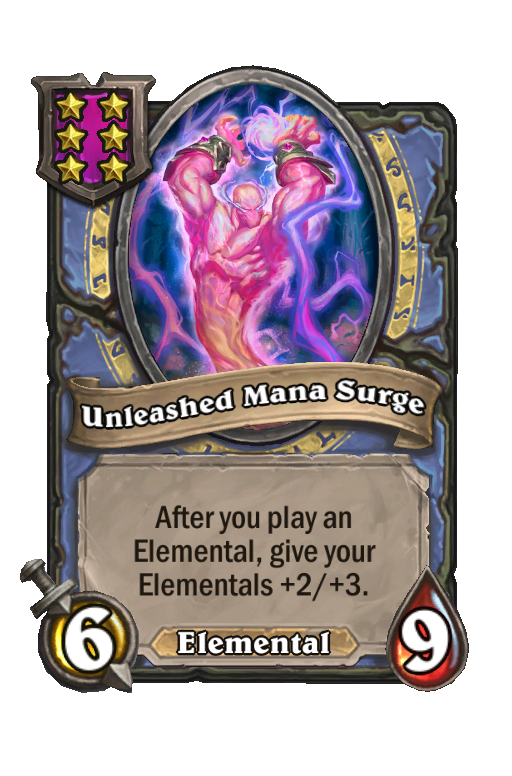 Unleashed Mana Surge
After you play an
Elemental, give your
Elementals +2/+3.
6
Elemental
9